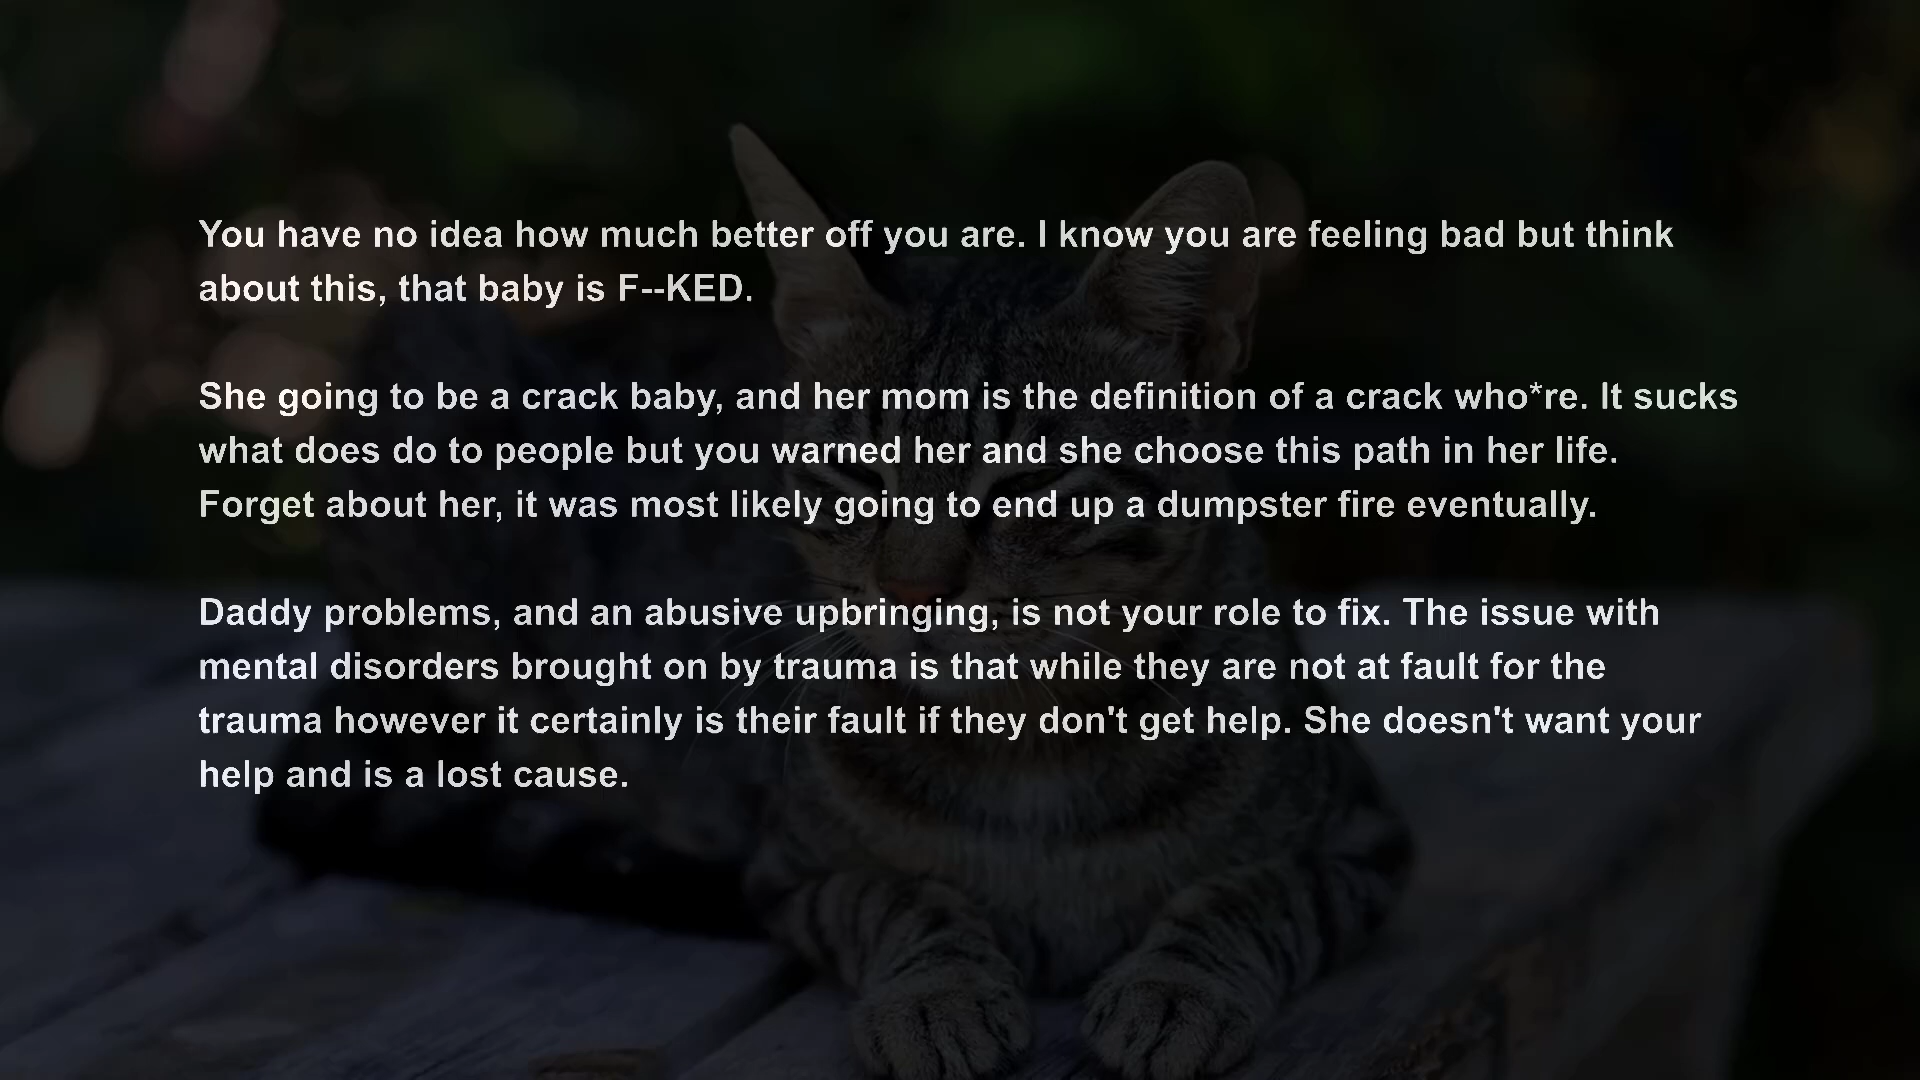 You have no idea how much better off you are. I know you are feeling bad but think
about this, that baby is F--KED.
She going to be a crack baby, and her mom is the definition of a crack who*re. It sucks
what does do to people but you warned her and she choose this path in her life.
Forget about her, it was most likely going to end up a dumpster fire eventually.
Daddy problems, and an abusive upbringing, is not your role to fix. The issue with
mental disorders brought on by trauma is that while they are not at fault for the
trauma however it certainly is their fault if they don't get help. She doesn't want your
help and is a lost cause.